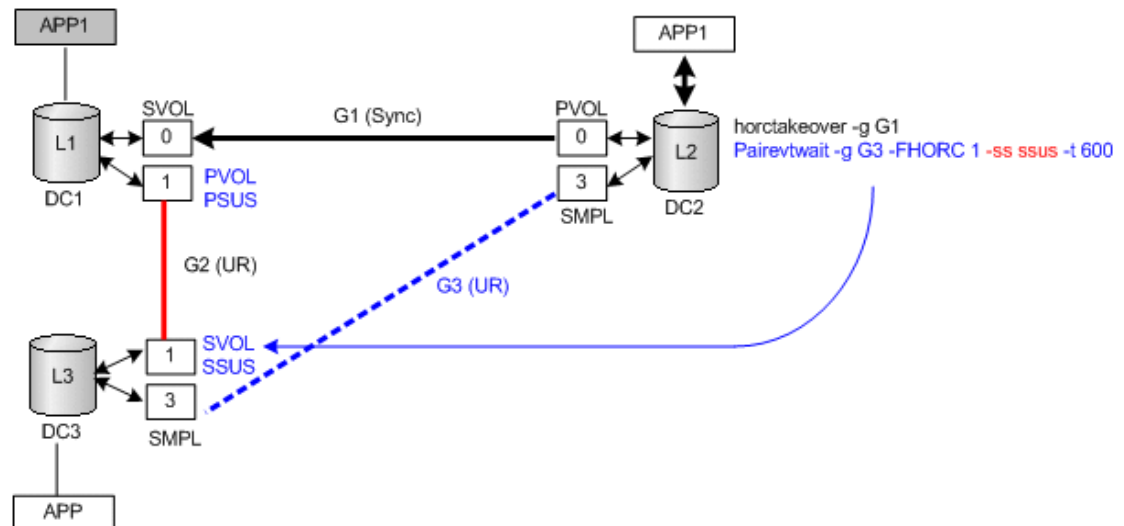 APP1
APP1
SVOL
G1 (Sync)
PVOL
0
0
L1
L2
horctakeover -g G1
Pairevtwait -g G3 -FHORC 1 -ss ssus -t 600
1
PVOL
PSUS
3
DC1
DC2
SMPL
G2 (UR)
G3 (UR)
SVOL
SSUS
1
L3
3
DC3
SMPL
APP